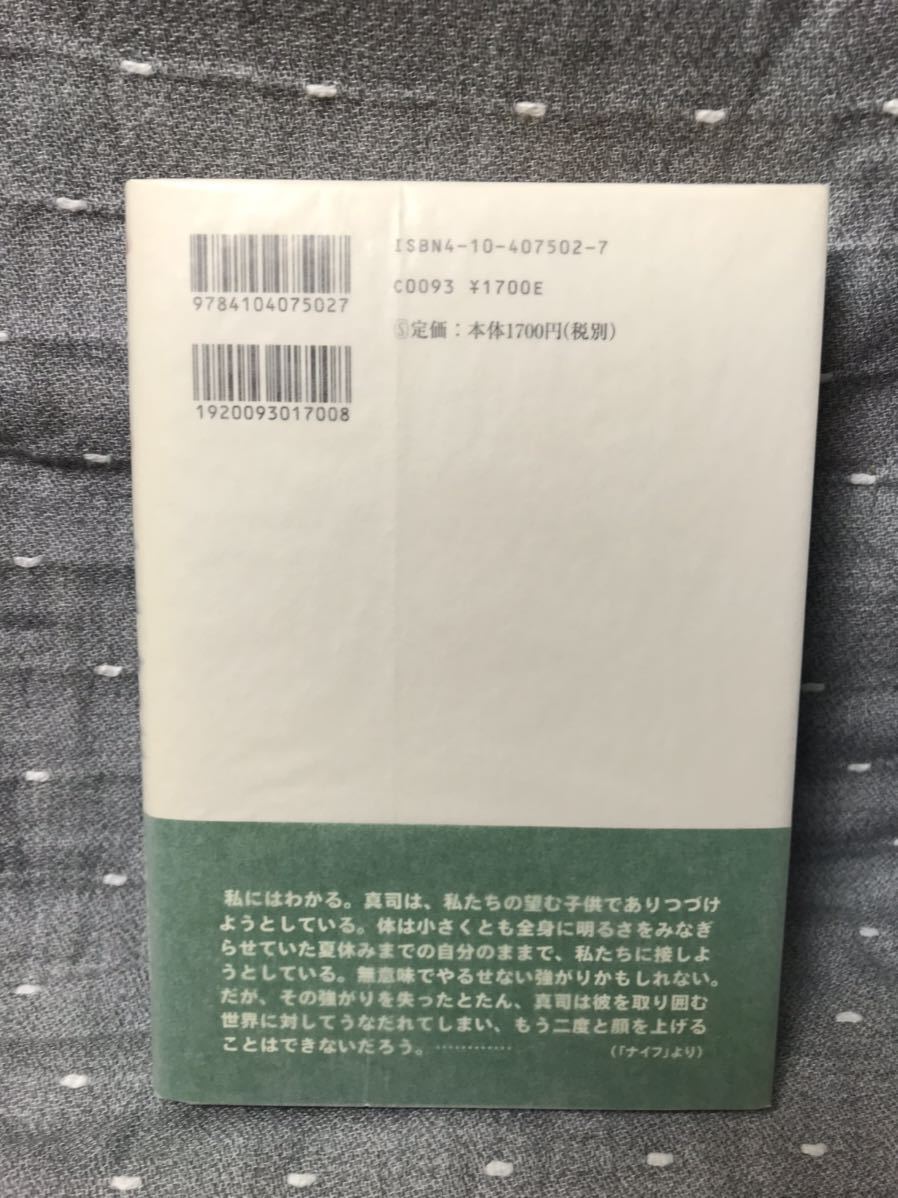 9784104075027
1920093017008
ISBN4-10-407502-7
C0093 ¥1700E
Ⓢ定価：本体1700円(税別)
私にはわかる。真司は、私たちの望む子供でありつづけ
ようとしている。体は小さくとも全身に明るさをみなぎ
らせていた夏休みまでの自分のままで、私たちに接しよ
うとしている。無意味でやるせない強がりかもしれない。
だが、その強がりを失ったとたん、真司は彼を取り囲む
世界に対してうなだれてしまい、もう二度と顔を上げる
ことはできないだろう。…………
(「ナイフ」より)